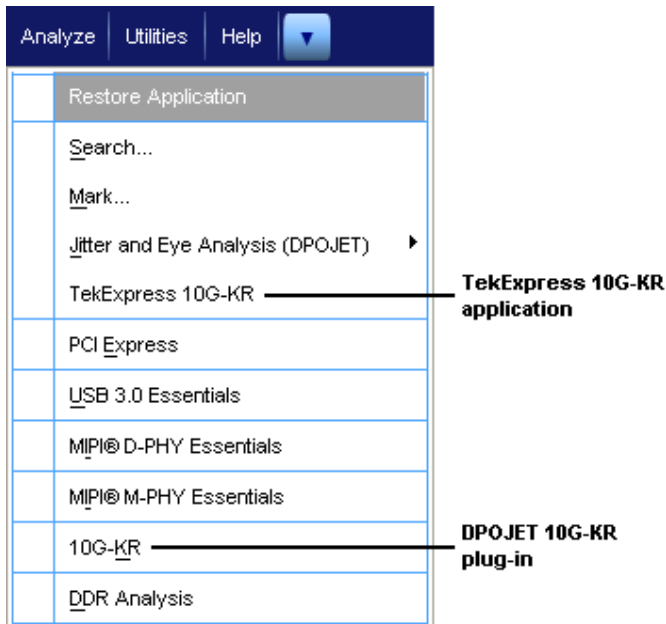 Analyze Utilities Help
Restore Application
Search...
Mark...
Jitter and Eye Analysis (DPOJET)
TekExpress 10G-KR
TekExpress 10G-KR
application
PCI Express
USB 3.0 Essentials
MIPI® D-PHY Essentials
MIPI® M-PHY Essentials
10G-KR
DPOJET 10G-KR
plug-in
DDR Analysis